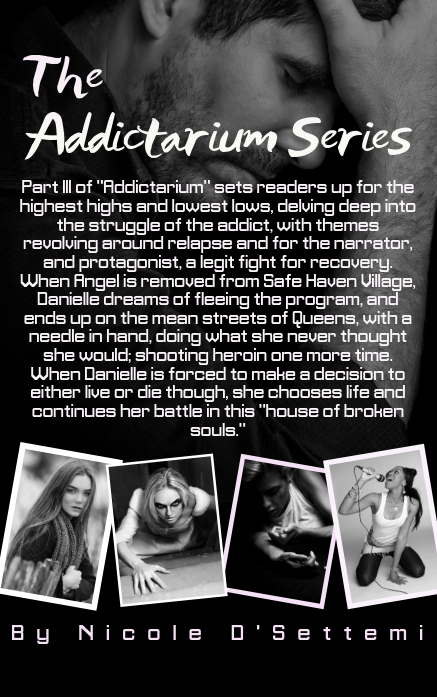 The
Addictarium Series
Part III of "Addictarium" sets readers up for the
highest highs and lowest lows, delving deep into
the struggle of the addict, with themes
revolving around relapse and for the narrator,
and protagonist, a legit fight for recovery.
When Angel is removed from Safe Haven Village,
Danielle dreams of fleeing the program, and
ends up on the mean streets of Queens, with a
needle in hand, doing what she never thought
she would; shooting heroin one more time.
When Danielle is forced to make a decision to
either live or die though, she chooses life and
continues her battle in this "house of broken
souls."
By Nicole D'Settemi